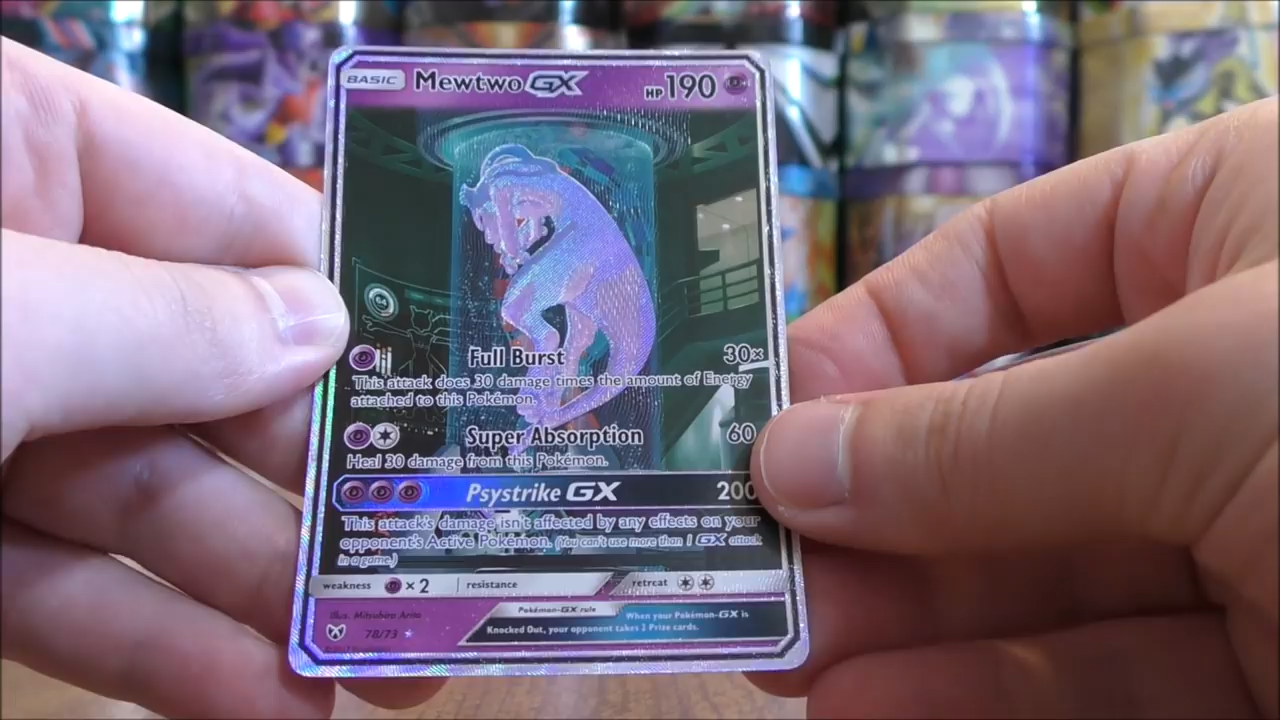 BASIC Mewtwo GX HP 190
Full Burst 30×
This attack does 30 damage times the amount of Energy
attached to this Pokémon.
Super Absorption 60
Heal 30 damage from this Pokémon.
Psystrike GX 200
This attack's damage isn't affected by any effects on your
opponent's Active Pokémon. (You can't use more than 1 GX attack
in a game.)
weakness ×2 resistance retreat
Illus. Mitsuhiro Arita
Pokémon-GX rule
When your Pokémon-GX is
Knocked Out, your opponent takes 2 Prize cards.
78/73